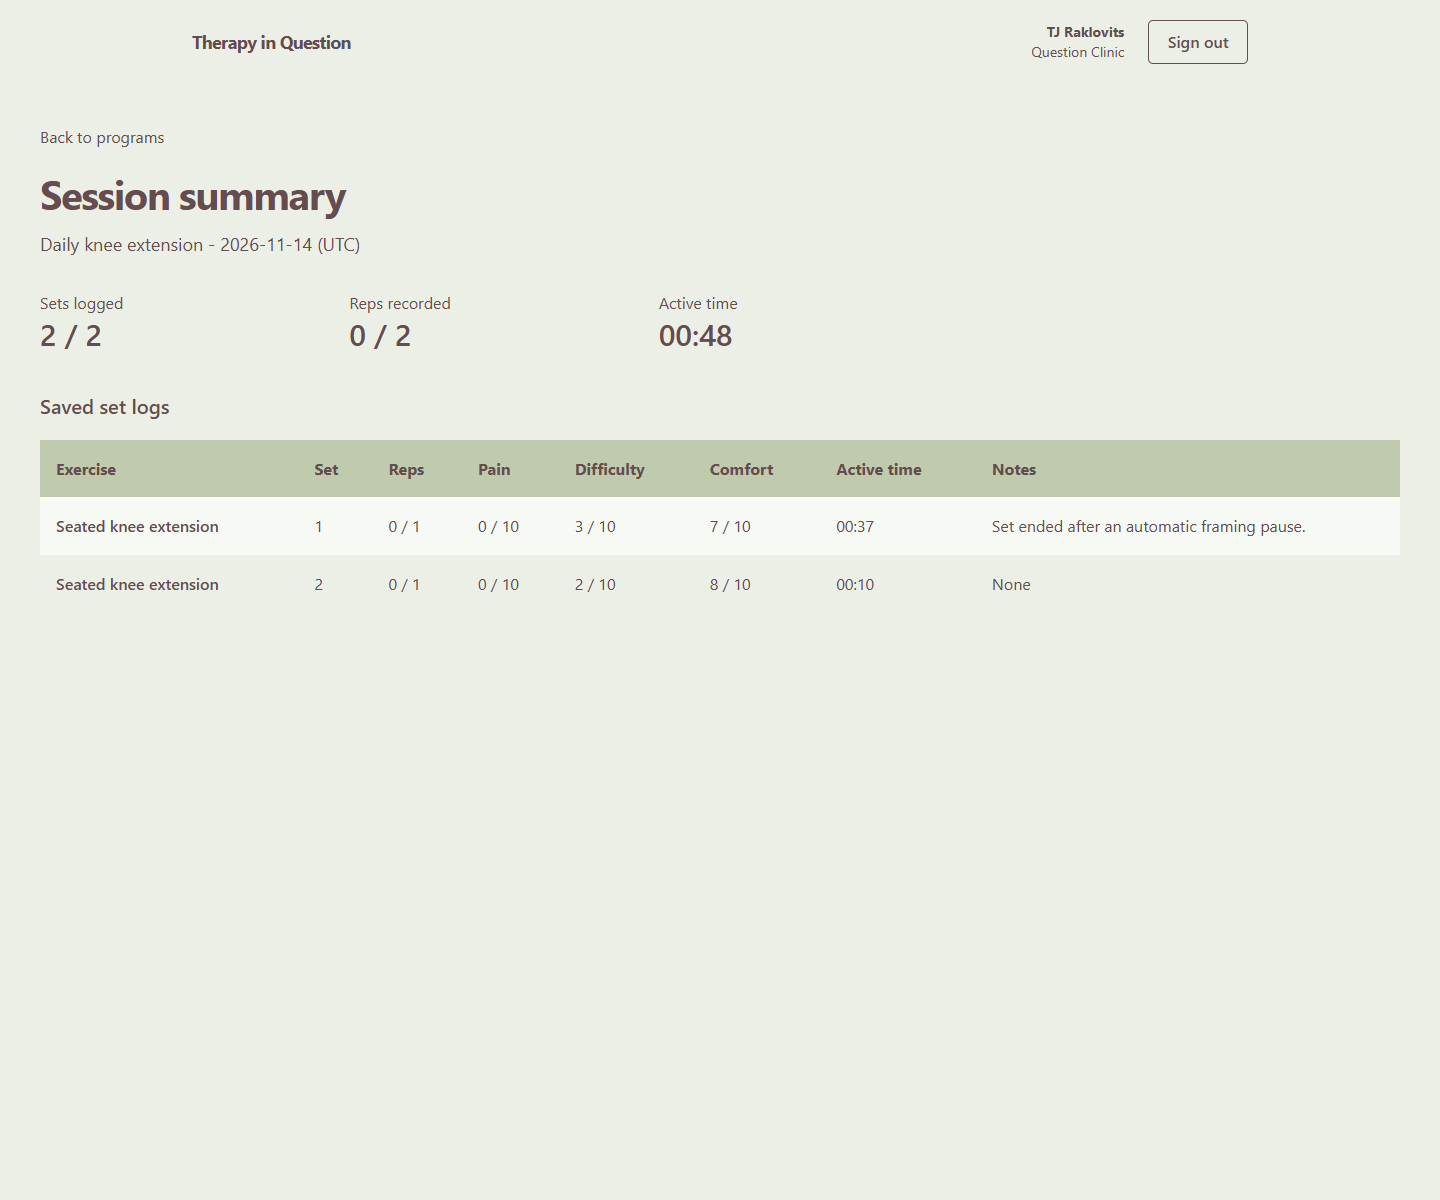 Therapy in Question
TJ Raklovits
Question Clinic
Sign out
Back to programs
Session summary
Daily knee extension - 2026-11-14 (UTC)
Sets logged
2 / 2
Reps recorded
0 / 2
Active time
00:48
Saved set logs
Exercise Set Reps Pain Difficulty Comfort Active time Notes
Seated knee extension 1 0 / 1 0 / 10 3 / 10 7 / 10 00:37 Set ended after an automatic framing pause.
Seated knee extension 2 0 / 1 0 / 10 2 / 10 8 / 10 00:10 None